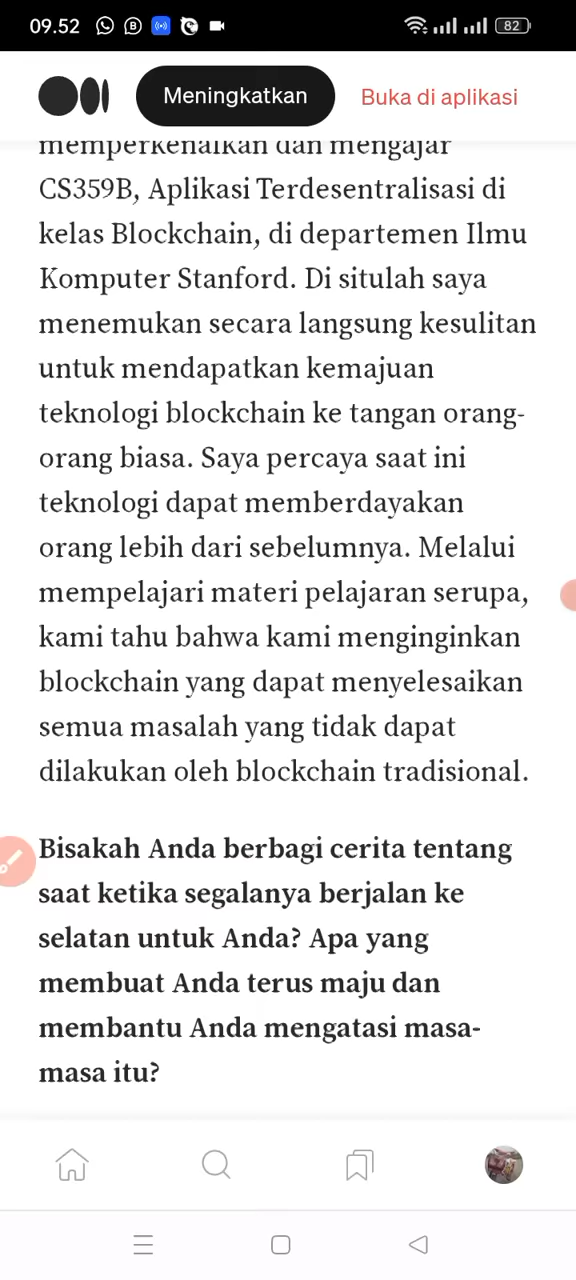 09.52
82
Meningkatkan
Buka di aplikasi
memperkenalkan dan mengajar
CS359B, Aplikasi Terdesentralisasi di
kelas Blockchain, di departemen Ilmu
Komputer Stanford. Di situlah saya
menemukan secara langsung kesulitan
untuk mendapatkan kemajuan
teknologi blockchain ke tangan orang-
orang biasa. Saya percaya saat ini
teknologi dapat memberdayakan
orang lebih dari sebelumnya. Melalui
mempelajari materi pelajaran serupa,
kami tahu bahwa kami menginginkan
blockchain yang dapat menyelesaikan
semua masalah yang tidak dapat
dilakukan oleh blockchain tradisional.
Bisakah Anda berbagi cerita tentang
saat ketika segalanya berjalan ke
selatan untuk Anda? Apa yang
membuat Anda terus maju dan
membantu Anda mengatasi masa-
masa itu?